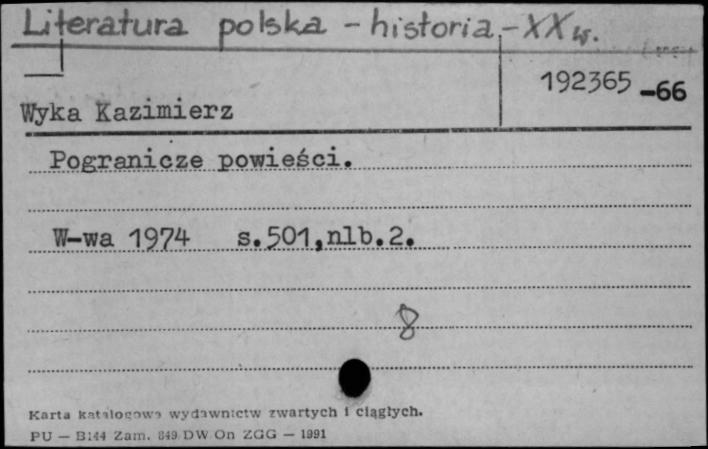 Literatura polska - historia - XX w.
192365 -66
Wyka Kazimierz
Pogranicze powieści.
W-wa 1974 s.501,nlb.2.
8
Karta katalogowa wydawnictw zwartych i ciągłych.
PU — B144 Zam. 849 DW On ZGG — 1991